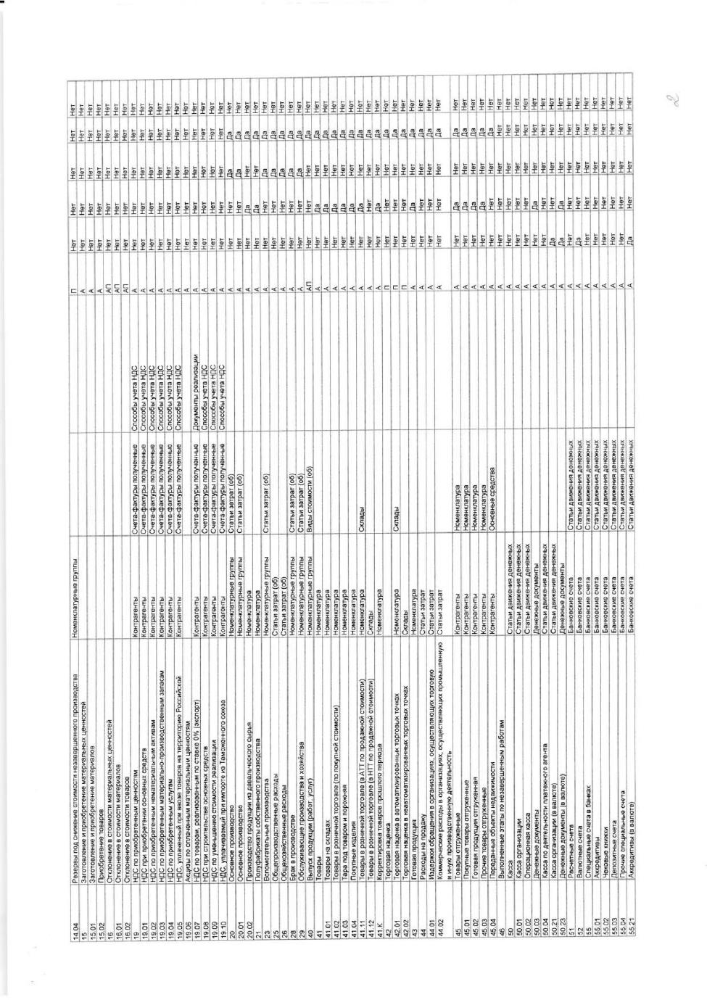 14.04 Резервы под снижение стоимости незавершенного производства Номенклатурные группы П Нет Нет Нет Нет Нет
15 Заготовление и приобретение материальных ценностей А Нет Нет Нет Нет Нет
15.01 Заготовление и приобретение материалов А Нет Нет Нет Нет Нет
15.02 Приобретение товаров А Нет Нет Нет Нет Нет
16 Отклонение в стоимости материальных ценностей АП Нет Нет Нет Нет Нет
16.01 Отклонение в стоимости материалов АП Нет Нет Нет Нет Нет
16.02 Отклонение в стоимости товаров АП Нет Нет Нет Нет Нет
19 НДС по приобретенным ценностям Контрагенты Счета-фактуры полученные Способы учета НДС А Нет Нет Нет Нет Нет
19.01 НДС при приобретении основных средств Контрагенты Счета-фактуры полученные Способы учета НДС А Нет Нет Нет Нет Нет
19.02 НДС по приобретенным нематериальным активам Контрагенты Счета-фактуры полученные Способы учета НДС А Нет Нет Нет Нет Нет
19.03 НДС по приобретенным материально-производственным запасам Контрагенты Счета-фактуры полученные Способы учета НДС А Нет Нет Нет Нет Нет
19.04 НДС по приобретенным услугам Контрагенты Счета-фактуры полученные Способы учета НДС А Нет Нет Нет Нет Нет
19.05 НДС, уплаченный при ввозе товаров на территорию Российской Контрагенты Счета-фактуры полученные Способы учета НДС А Нет Нет Нет Нет Нет
19.06 Акцизы по оплаченным материальным ценностям А Нет Нет Нет Нет Нет
19.07 НДС по товарам, реализованным по ставке 0% (экспорт) Контрагенты Счета-фактуры полученные Документы реализации А Нет Нет Нет Нет Нет
19.08 НДС при строительстве основных средств Контрагенты Счета-фактуры полученные Способы учета НДС А Нет Нет Нет Нет Нет
19.09 НДС по уменьшению стоимости реализации Контрагенты Счета-фактуры полученные Способы учета НДС А Нет Нет Нет Нет Нет
19.10 НДС, уплачиваемый при импорте из Таможенного союза Контрагенты Счета-фактуры полученные Способы учета НДС А Нет Нет Нет Нет Нет
20 Основное производство Номенклатурные группы Статьи затрат (об) А Нет Нет Да Да Нет
20.01 Основное производство Номенклатурные группы Статьи затрат (об) А Нет Нет Да Да Нет
20.02 Производство продукции из давальческого сырья Номенклатура А Нет Да Нет Да Нет
21 Полуфабрикаты собственного производства Номенклатура А Нет Да Нет Да Нет
23 Вспомогательные производства Номенклатурные группы Статьи затрат (об) А Нет Нет Да Да Нет
25 Общепроизводственные расходы Статьи затрат (об) А Нет Нет Да Да Нет
26 Общехозяйственные расходы Статьи затрат (об) А Нет Нет Да Да Нет
28 Брак в производстве Номенклатурные группы Статьи затрат (об) А Нет Нет Да Да Нет
29 Обслуживающие производства и хозяйства Номенклатурные группы Статьи затрат (об) А Нет Нет Да Да Нет
40 Выпуск продукции (работ, услуг) Номенклатурные группы Виды стоимости (об) АП Нет Нет Нет Да Нет
41 Товары Номенклатура А Нет Да Нет Да Нет
41.01 Товары на складах Номенклатура А Нет Да Нет Да Нет
41.02 Товары в розничной торговле (по покупной стоимости) Номенклатура А Нет Да Нет Да Нет
41.03 Тара под товаром и порожняя Номенклатура А Нет Да Нет Да Нет
41.04 Покупные изделия Номенклатура А Нет Да Нет Да Нет
41.11 Товары в розничной торговле (в АТТ по продажной стоимости) Номенклатура Склады А Нет Да Нет Да Нет
41.12 Товары в розничной торговле (в НТТ по продажной стоимости) Склады А Нет Нет Нет Да Нет
41.К Корректировка товаров прошлого периода Номенклатура А Нет Да Нет Да Нет
42 Торговая наценка П Нет Нет Нет Да Нет
42.01 Торговая наценка в автоматизированных торговых точках Номенклатура Склады П Нет Нет Нет Да Нет
42.02 Торговая наценка в неавтоматизированных торговых точках Склады П Нет Нет Нет Да Нет
43 Готовая продукция Номенклатура А Нет Да Нет Да Нет
44 Расходы на продажу Статьи затрат А Нет Нет Нет Да Нет
44.01 Издержки обращения в организациях, осуществляющих торговую Статьи затрат А Нет Нет Нет Да Нет
44.02 Коммерческие расходы в организациях, осуществляющих промышленную Статьи затрат А Нет Нет Нет Да Нет
и иную производственную деятельность
45 Товары отгруженные Контрагенты Номенклатура А Нет Да Нет Да Нет
45.01 Покупные товары отгруженные Контрагенты Номенклатура А Нет Да Нет Да Нет
45.02 Готовая продукция отгруженная Контрагенты Номенклатура А Нет Да Нет Да Нет
45.03 Прочие товары отгруженные Контрагенты Номенклатура А Нет Да Нет Да Нет
45.04 Переданные объекты недвижимости Контрагенты Основные средства А Нет Нет Нет Да Нет
46 Выполненные этапы по незавершенным работам А Нет Нет Нет Нет Нет
50 Касса Статьи движения денежных А Нет Нет Нет Нет Нет
50.01 Касса организации Статьи движения денежных А Нет Нет Нет Нет Нет
50.02 Операционная касса Статьи движения денежных А Нет Нет Нет Нет Нет
50.03 Денежные документы Денежные документы А Нет Да Нет Нет Нет
50.04 Касса по деятельности платежного агента Статьи движения денежных А Нет Нет Нет Нет Нет
50.21 Касса организации (в валюте) Статьи движения денежных А Да Нет Нет Нет Нет
50.23 Денежные документы (в валюте) Денежные документы А Да Да Нет Нет Нет
51 Расчетные счета Банковские счета Статьи движения денежных А Нет Нет Нет Нет Нет
52 Валютные счета Банковские счета Статьи движения денежных А Да Нет Нет Нет Нет
55 Специальные счета в банках Банковские счета Статьи движения денежных А Нет Нет Нет Нет Нет
55.01 Аккредитивы Банковские счета Статьи движения денежных А Нет Нет Нет Нет Нет
55.02 Чековые книжки Банковские счета Статьи движения денежных А Нет Нет Нет Нет Нет
55.03 Депозитные счета Банковские счета Статьи движения денежных А Нет Нет Нет Нет Нет
55.04 Прочие специальные счета Банковские счета Статьи движения денежных А Нет Нет Нет Нет Нет
55.21 Аккредитивы (в валюте) Банковские счета Статьи движения денежных А Да Нет Нет Нет Нет
2